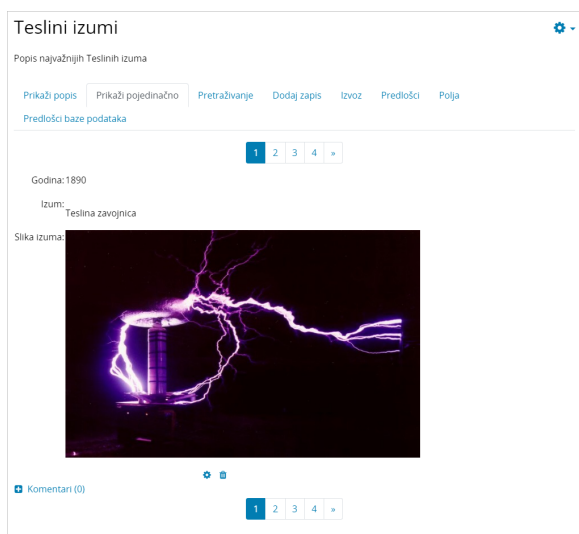 Teslini izumi
Popis najvažnijih Teslinih izuma
Prikaži popis Prikaži pojedinačno Pretraživanje Dodaj zapis Izvoz Predlošci Polja
Predlošci baze podataka
1 2 3 4 »
Godina: 1890
Izum:
Teslina zavojnica
Slika izuma:
Komentari (0)
1 2 3 4 »